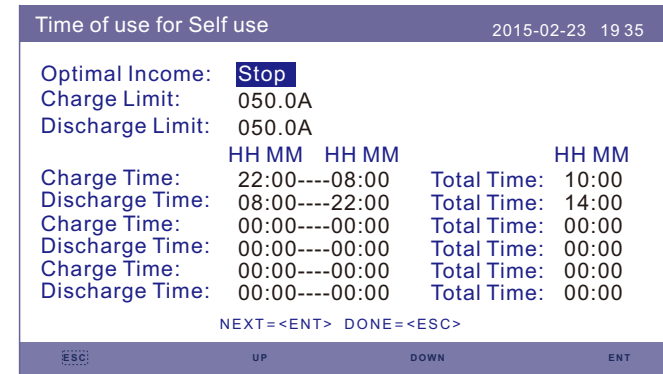 Time of use for Self use 2015-02-23 19 35
Optimal Income: Stop
Charge Limit: 050.0A
Discharge Limit: 050.0A
HH MM HH MM HH MM
Charge Time: 22:00----08:00 Total Time: 10:00
Discharge Time: 08:00----22:00 Total Time: 14:00
Charge Time: 00:00----00:00 Total Time: 00:00
Discharge Time: 00:00----00:00 Total Time: 00:00
Charge Time: 00:00----00:00 Total Time: 00:00
Discharge Time: 00:00----00:00 Total Time: 00:00
NEXT=<ENT> DONE=<ESC>
ESC UP DOWN ENT